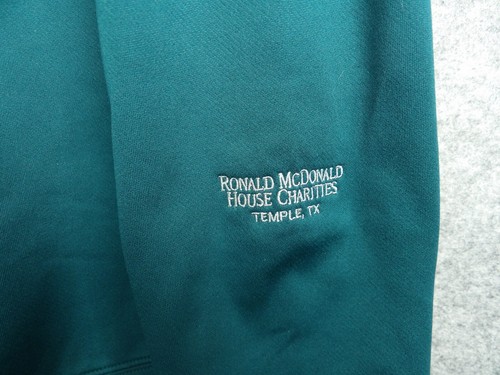 RONALD MCDONALD
HOUSE CHARITIES
TEMPLE, TX